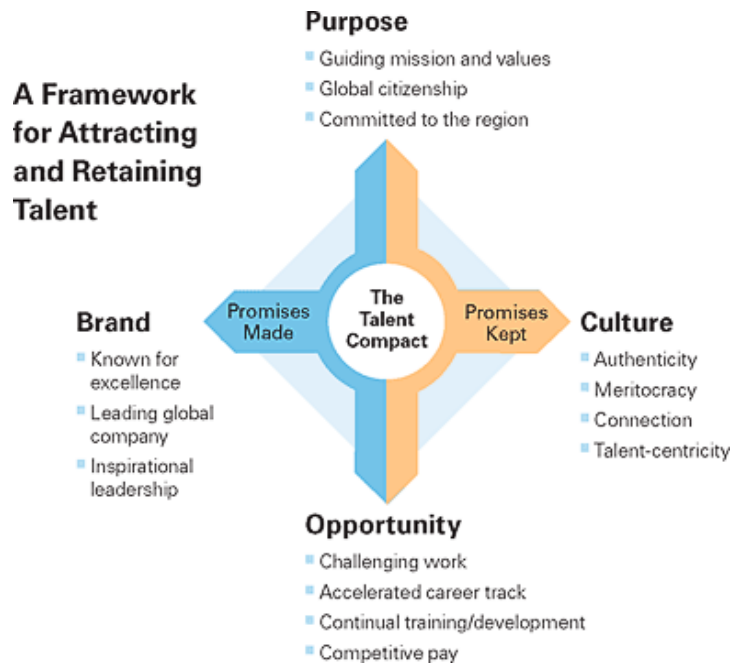 A Framework
for Attracting
and Retaining
Talent
Purpose
Guiding mission and values
Global citizenship
Committed to the region
Brand
Known for
excellence
Leading global
company
Inspirational
leadership
Promises
Made
The
Talent
Compact
Promises
Kept
Culture
Authenticity
Meritocracy
Connection
Talent-centricity
Opportunity
Challenging work
Accelerated career track
Continual training/development
Competitive pay